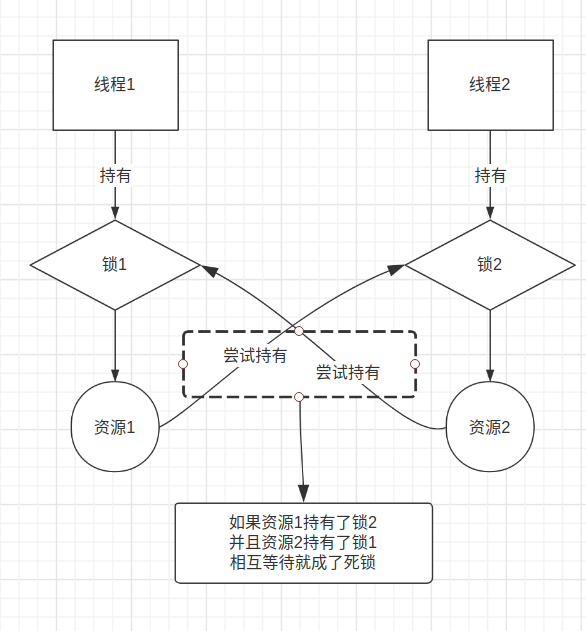 线程1
线程2
持有
持有
锁1
锁2
尝试持有
尝试持有
资源1
资源2
如果资源1持有了锁2
并且资源2持有了锁1
相互等待就成了死锁